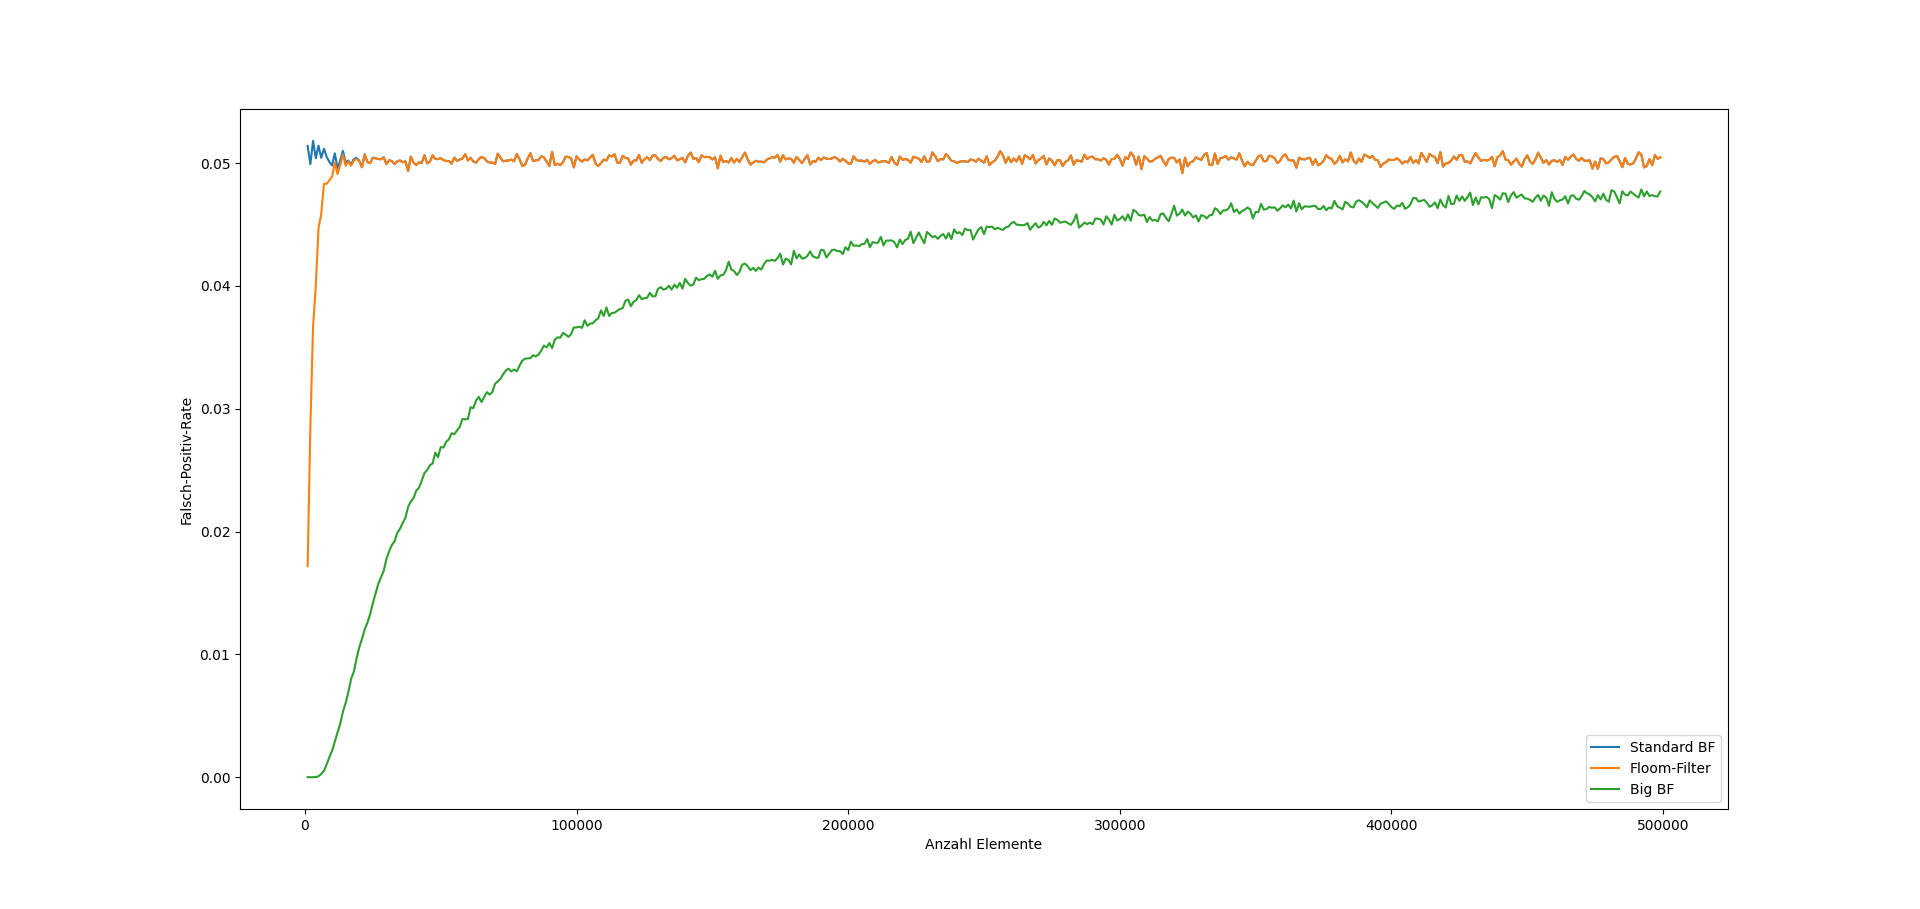 0.05
0.04
0.03
0.02
0.01
0.00
Falsch-Positiv-Rate
0 100000 200000 300000 400000 500000
Anzahl Elemente
Standard BF
Floom-Filter
Big BF